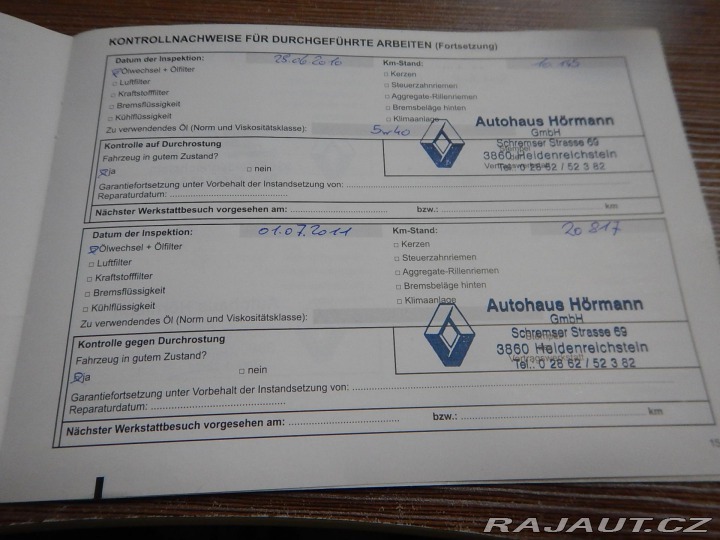 KONTROLLNACHWEISE FÜR DURCHGEFÜHRTE ARBEITEN (Fortsetzung)
Datum der Inspektion: 28.06.2010 Km-Stand: 10 145
Ölwechsel + Ölfilter □ Kerzen
□ Luftfilter □ Steuerzahnriemen
□ Kraftstofffilter □ Aggregate-Rillenriemen
□ Bremsflüssigkeit □ Bremsbeläge hinten
□ Kühlflüssigkeit □ Klimaanlage
Zu verwendendes Öl (Norm und Viskositätsklasse): 5w40
Autohaus Hörmann
GmbH
Schremser Strasse 69
3860 Heidenreichstein
Tel.: 0 28 62 / 52 3 82
Kontrolle auf Durchrostung
Fahrzeug in gutem Zustand?
ja □ nein
Garantiefortsetzung unter Vorbehalt der Instandsetzung von:
Reparaturdatum:
Nächster Werkstattbesuch vorgesehen am: bzw.: km
Datum der Inspektion: 01.07.2011 Km-Stand: 20 817
Ölwechsel + Ölfilter □ Kerzen
□ Luftfilter □ Steuerzahnriemen
□ Kraftstofffilter □ Aggregate-Rillenriemen
□ Bremsflüssigkeit □ Bremsbeläge hinten
□ Kühlflüssigkeit □ Klimaanlage
Zu verwendendes Öl (Norm und Viskositätsklasse):
Autohaus Hörmann
GmbH
Schremser Strasse 69
3860 Heidenreichstein
Tel.: 0 28 62 / 52 3 82
Kontrolle gegen Durchrostung
Fahrzeug in gutem Zustand?
ja □ nein
Garantiefortsetzung unter Vorbehalt der Instandsetzung von:
Reparaturdatum:
Nächster Werkstattbesuch vorgesehen am: bzw.: km
RAJAUT.CZ